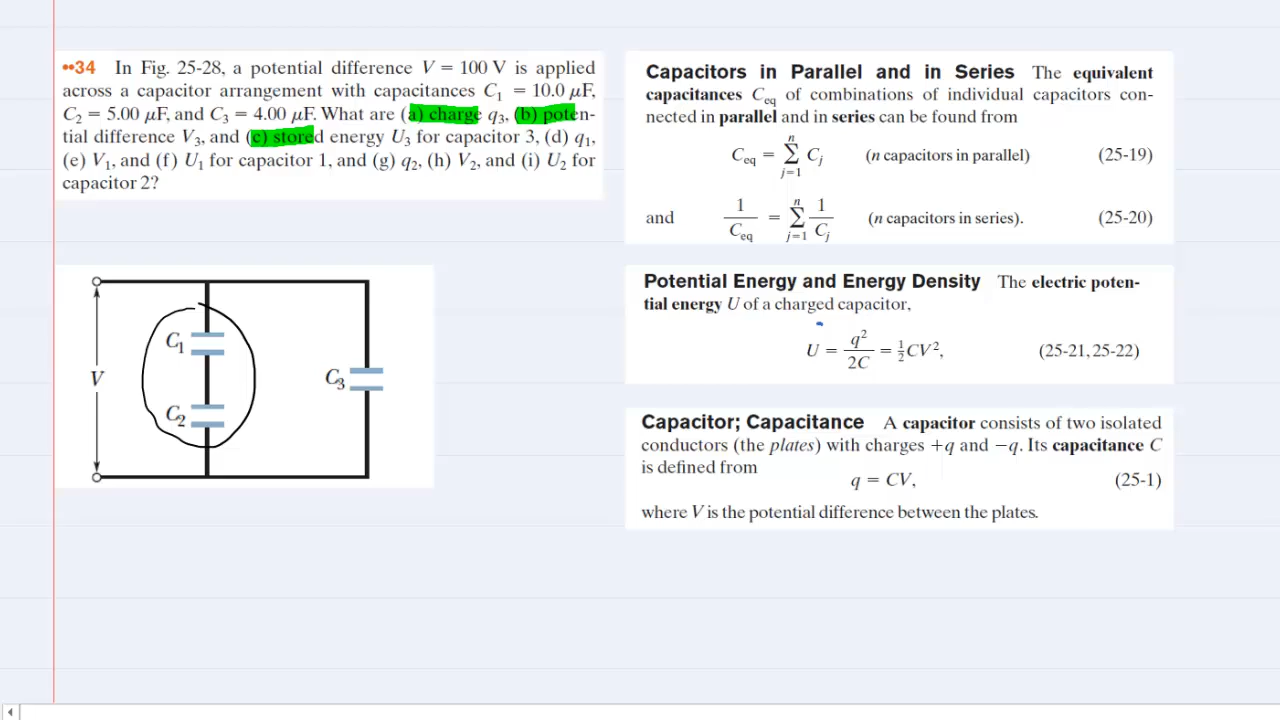 ••34 In Fig. 25-28, a potential difference V = 100 V is applied
across a capacitor arrangement with capacitances C₁ = 10.0 μF,
C₂ = 5.00 μF, and C₃ = 4.00 μF. What are (a) charge q₃, (b) poten-
tial difference V₃, and (c) stored energy U₃ for capacitor 3, (d) q₁,
(e) V₁, and (f) U₁ for capacitor 1, and (g) q₂, (h) V₂, and (i) U₂ for
capacitor 2?
C₁
V
C₃
C₂
Capacitors in Parallel and in Series The equivalent
capacitances Ceq of combinations of individual capacitors con-
nected in parallel and in series can be found from
Ceq = Σⁿⱼ₌₁ Cⱼ (n capacitors in parallel) (25-19)
and 1/Ceq = Σⁿⱼ₌₁ 1/Cⱼ (n capacitors in series). (25-20)
Potential Energy and Energy Density The electric poten-
tial energy U of a charged capacitor,
U = q²/2C = ½CV², (25-21, 25-22)
Capacitor; Capacitance A capacitor consists of two isolated
conductors (the plates) with charges +q and −q. Its capacitance C
is defined from
q = CV, (25-1)
where V is the potential difference between the plates.